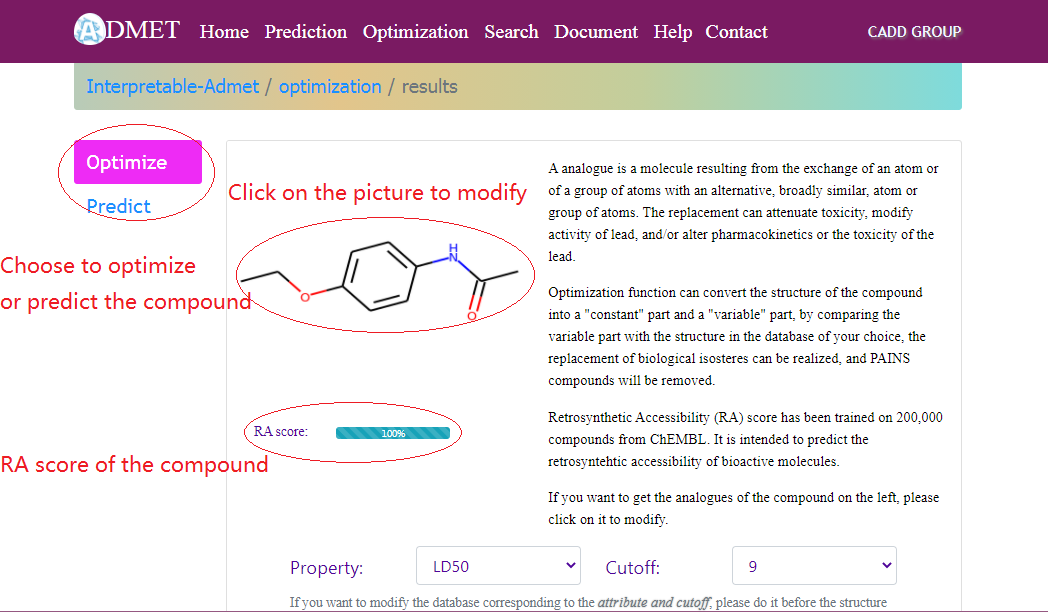 ADMET Home Prediction Optimization Search Document Help Contact CADD GROUP
Interpretable-Admet / optimization / results
Optimize
Predict
Choose to optimize
or predict the compound
Click on the picture to modify
H
N
O
O
RA score: 100%
RA score of the compound
A analogue is a molecule resulting from the exchange of an atom or
of a group of atoms with an alternative, broadly similar, atom or
group of atoms. The replacement can attenuate toxicity, modify
activity of lead, and/or alter pharmacokinetics or the toxicity of the
lead.
Optimization function can convert the structure of the compound
into a "constant" part and a "variable" part, by comparing the
variable part with the structure in the database of your choice, the
replacement of biological isosteres can be realized, and PAINS
compounds will be removed.
Retrosynthetic Accessibility (RA) score has been trained on 200,000
compounds from ChEMBL. It is intended to predict the
retrosyntehtic accessibility of bioactive molecules.
If you want to get the analogues of the compound on the left, please
click on it to modify.
Property: LD50 Cutoff: 9
If you want to modify the database corresponding to the attribute and cutoff, please do it before the structure